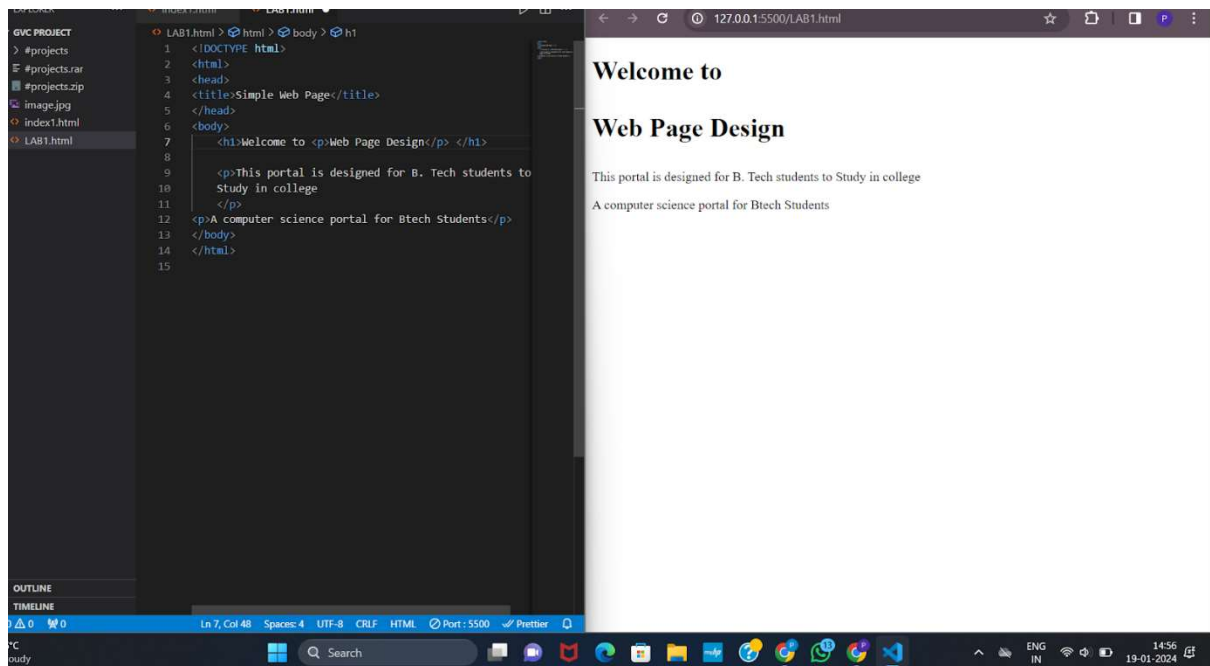 GVC PROJECT
#projects
#projects.rar
#projects.zip
image.jpg
index1.html
LAB1.html
OUTLINE
TIMELINE
index1.html
LAB1.html
LAB1.html > html > body > h1
1 <!DOCTYPE html>
2 <html>
3 <head>
4 <title>Simple Web Page</title>
5 </head>
6 <body>
7 <h1>Welcome to <p>Web Page Design</p> </h1>
8
9 <p>This portal is designed for B. Tech students to
10 Study in college
11 </p>
12 <p>A computer science portal for Btech Students</p>
13 </body>
14 </html>
15
0 0 Ln 7, Col 48 Spaces: 4 UTF-8 CRLF HTML Port : 5500 Prettier
127.0.0.1:5500/LAB1.html
P
Welcome to
Web Page Design
This portal is designed for B. Tech students to Study in college
A computer science portal for Btech Students
Search
ENG
IN
14:56
19-01-2024